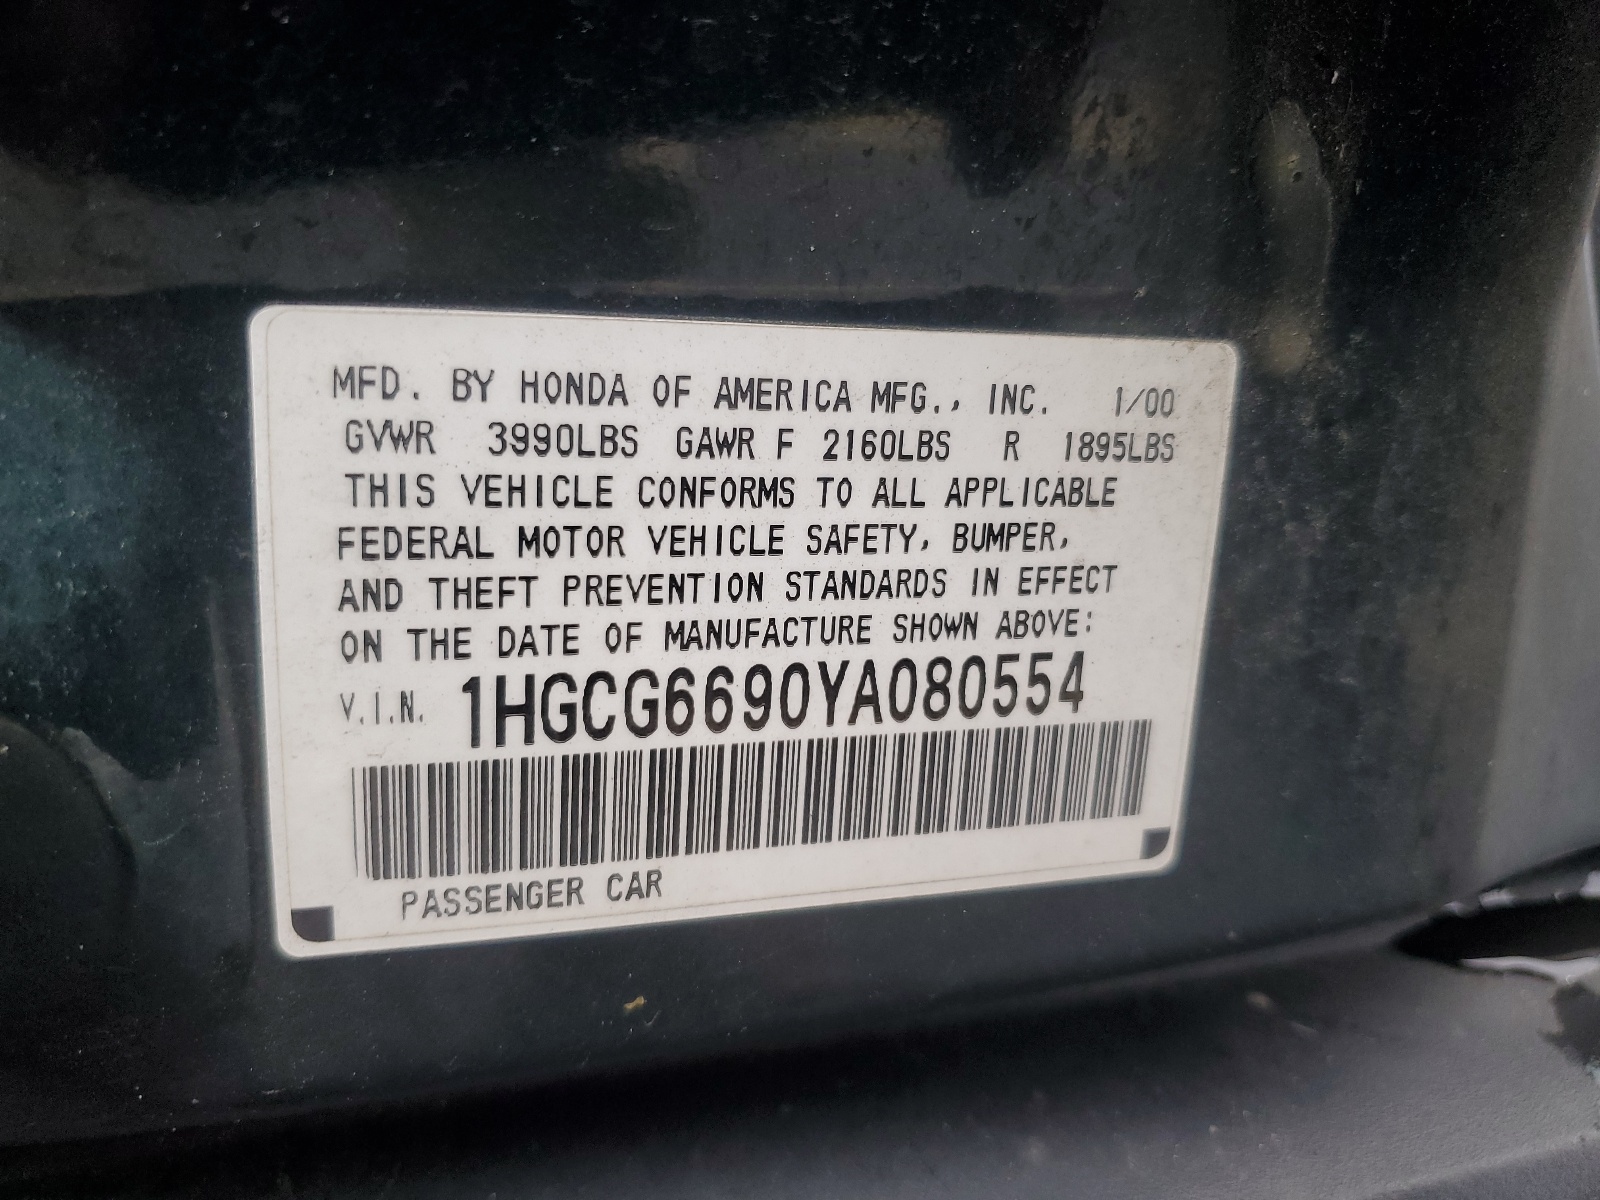 MFD. BY HONDA OF AMERICA MFG., INC. 1/00
GVWR 3990LBS GAWR F 2160LBS R 1895LBS
THIS VEHICLE CONFORMS TO ALL APPLICABLE
FEDERAL MOTOR VEHICLE SAFETY, BUMPER,
AND THEFT PREVENTION STANDARDS IN EFFECT
ON THE DATE OF MANUFACTURE SHOWN ABOVE:
V.I.N. 1HGCG6690YA080554
PASSENGER CAR